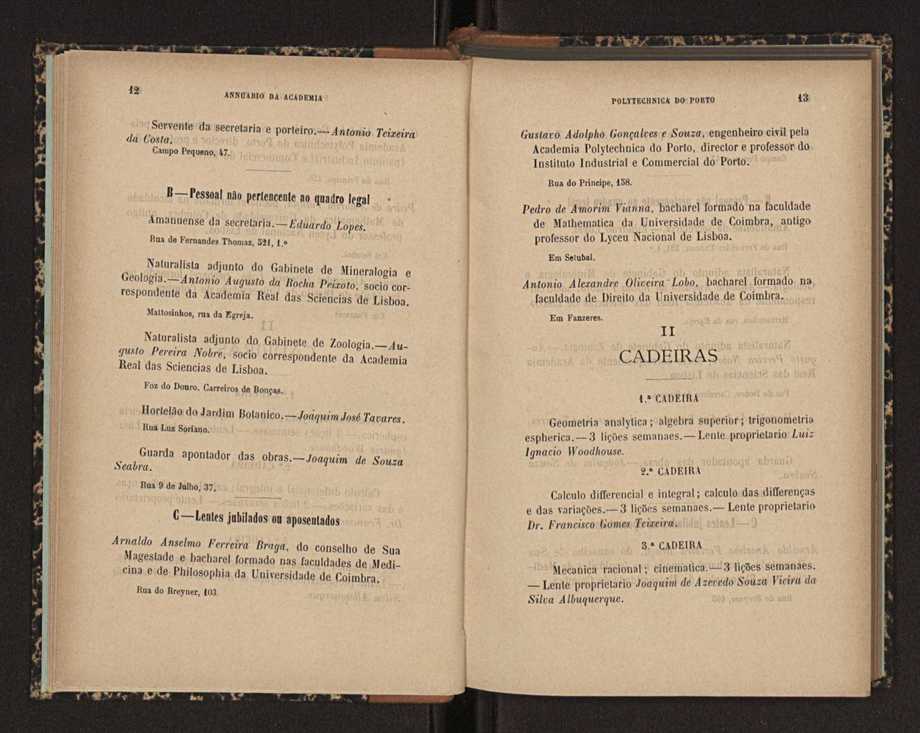 12
ANNUARIO DA ACADEMIA
Servente da secretaria e porteiro.—Antonio Teixeira
da Costa.
Campo Pequeno, 47.
B—Pessoal não pertencente ao quadro legal
Amanuense da secretaria.—Eduardo Lopes.
Rua de Fernandes Thomaz, 521, 1.º
Naturalista adjunto do Gabinete de Mineralogia e
Geologia.—Antonio Augusto da Rocha Peixoto, socio cor-
respondente da Academia Real das Sciencias de Lisboa.
Mattosinhos, rua da Egreja.
Naturalista adjunto do Gabinete de Zoologia.—Au-
gusto Pereira Nobre, socio correspondente da Academia
Real das Sciencias de Lisboa.
Foz do Douro. Carreiros de Bouças.
Hortelão do Jardim Botanico.—Joaquim José Tavares.
Rua Luz Soriano.
Guarda apontador das obras.—Joaquim de Souza
Seabra.
Rua 9 de Julho, 37.
C—Lentes jubilados ou aposentados
Arnaldo Anselmo Ferreira Braga, do conselho de Sua
Magestade e bacharel formado nas faculdades de Medi-
cina e de Philosophia da Universidade de Coimbra.
Rua do Breyner, 103.
POLYTECHNICA DO PORTO
13
Gustavo Adolpho Gonçalves e Souza, engenheiro civil pela
Academia Polytechnica do Porto, director e professor do
Instituto Industrial e Commercial do Porto.
Rua do Principe, 158.
Pedro de Amorim Vianna, bacharel formado na faculdade
de Mathematica da Universidade de Coimbra, antigo
professor do Lyceu Nacional de Lisboa.
Em Setubal.
Antonio Alexandre Oliveira Lobo, bacharel formado na
faculdade de Direito da Universidade de Coimbra.
Em Fanzeres.
II
CADEIRAS
1.ª CADEIRA
Geometria analytica; algebra superior; trigonometria
espherica.—3 lições semanaes.—Lente proprietario Luiz
Ignacio Woodhouse.
2.ª CADEIRA
Calculo differencial e integral; calculo das differenças
e das variações.—3 lições semanaes.—Lente proprietario
Dr. Francisco Gomes Teixeira.
3.ª CADEIRA
Mecanica racional; cinematica.—3 lições semanaes.
—Lente proprietario Joaquim de Azevedo Souza Vieira da
Silva Albuquerque.